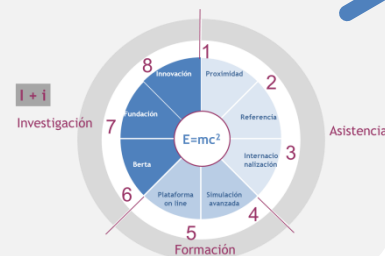 1
8
Innovación
Proximidad
2
I + i
Investigación
7
Fundación
Referencia
E=mc²
Asistencia
Berta
Internacio
nalización
3
6
Plataforma
on line
Simulación
avanzada
4
5
Formación